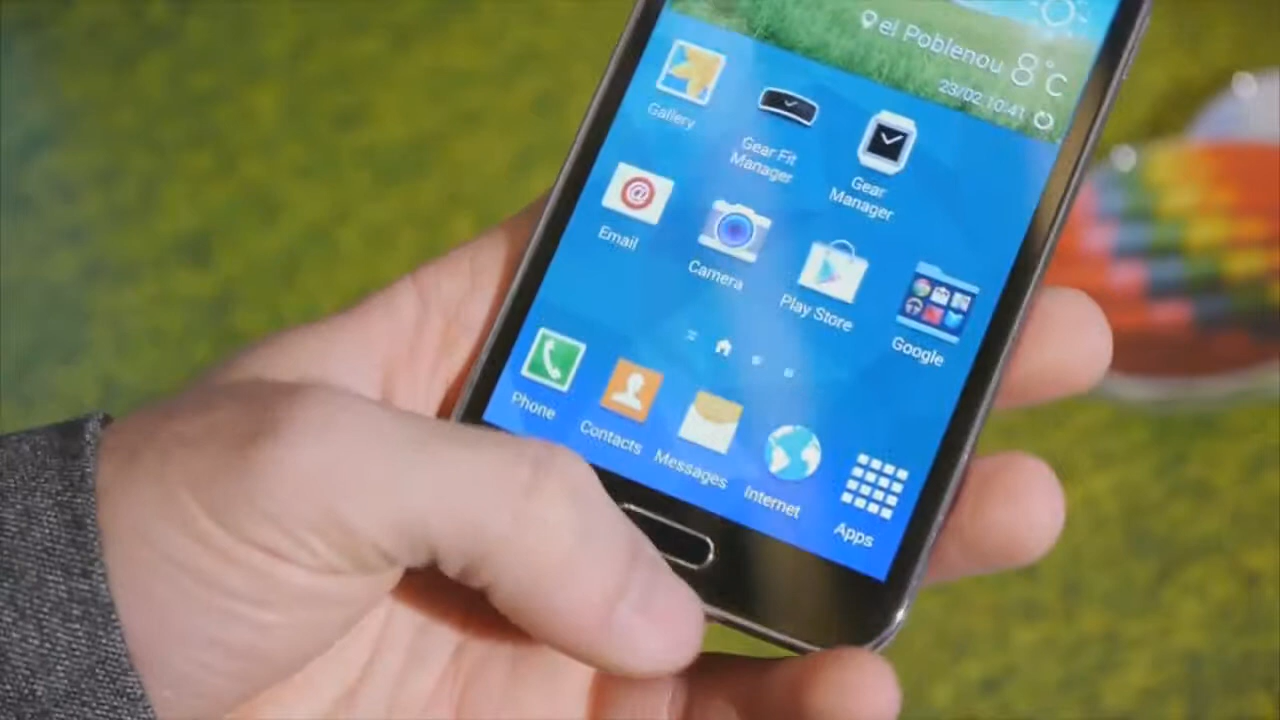 el Poblenou 8°C
23/02 10:41
Gallery
Gear Fit
Manager
Gear
Manager
Email
Camera
Play Store
Google
Phone
Contacts
Messages
Internet
Apps